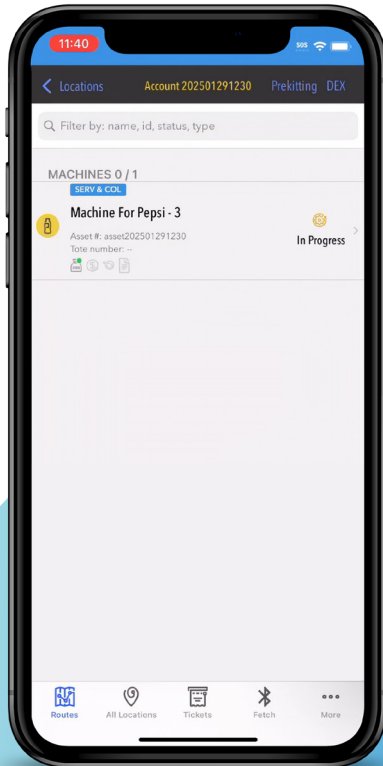 11:40
SOS
Locations
Account 202501291230
Prekitting
DEX
Filter by: name, id, status, type
MACHINES 0 / 1
SERV & COL
Machine For Pepsi - 3
Asset #: asset202501291230
In Progress
Tote number: --
Routes
All Locations
Tickets
Fetch
More